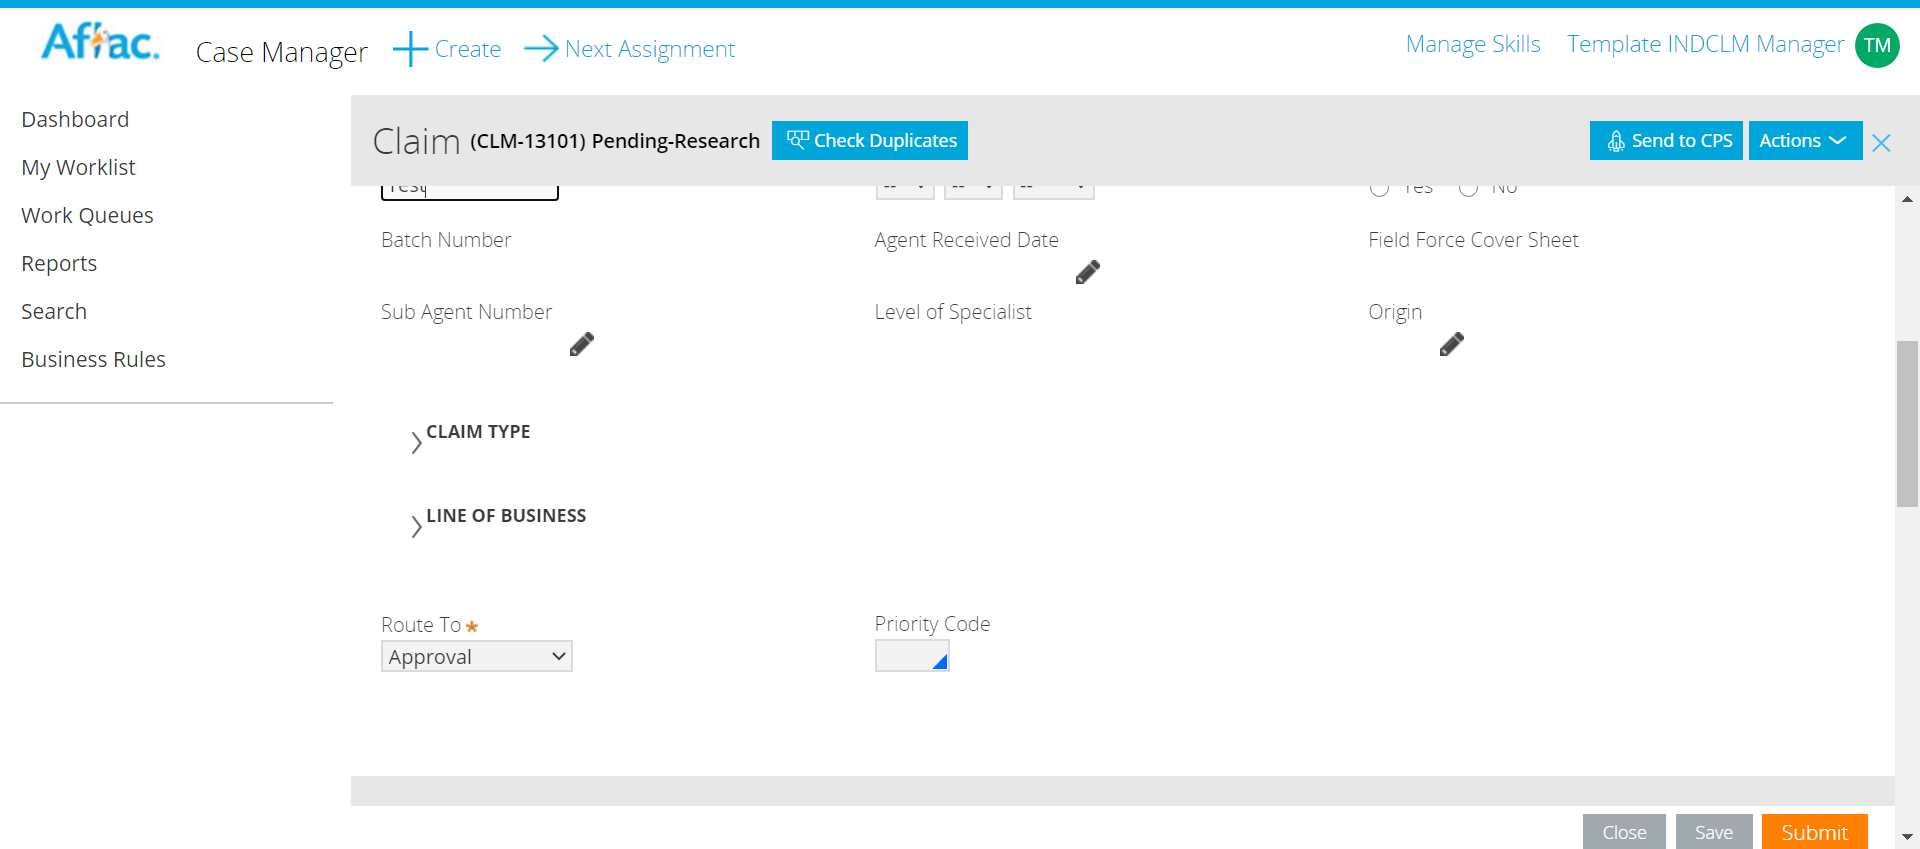 Aflac.
Case Manager
Create
Next Assignment
Manage Skills
Template INDCLM Manager
TM
Dashboard
My Worklist
Work Queues
Reports
Search
Business Rules
Claim (CLM-13101) Pending-Research
Check Duplicates
Send to CPS
Actions
Test
--
--
--
Yes
No
Batch Number
Agent Received Date
Field Force Cover Sheet
Sub Agent Number
Level of Specialist
Origin
CLAIM TYPE
LINE OF BUSINESS
Route To *
Priority Code
Approval
Close
Save
Submit